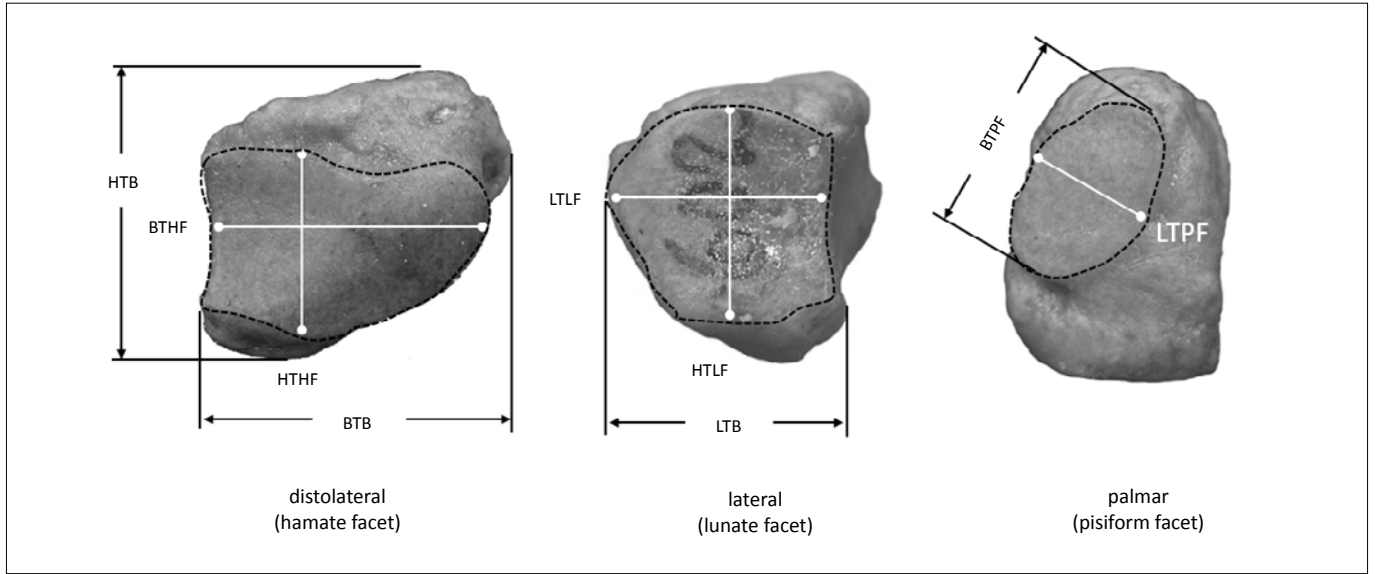 HTB
BTHF
HTHF
BTB
LTLF
HTLF
LTB
BTPF
LTPF
distolateral
(hamate facet)
lateral
(lunate facet)
palmar
(pisiform facet)